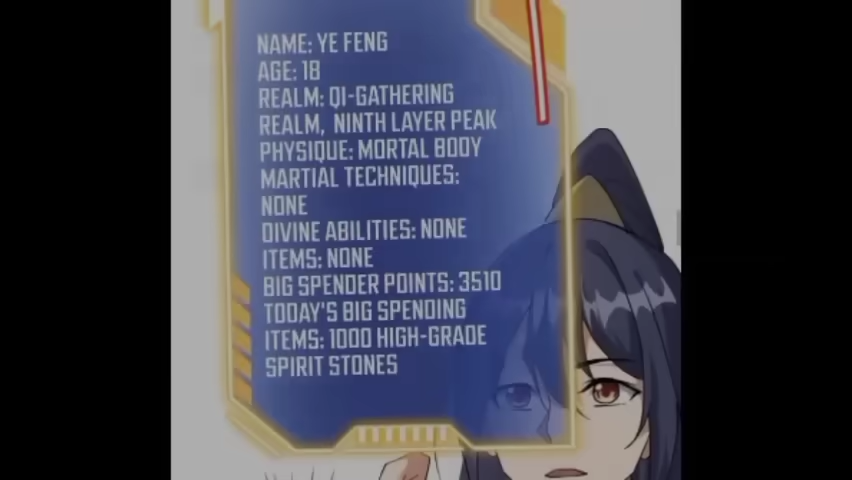 NAME: YE FENG
AGE: 18
REALM: QI-GATHERING
REALM, NINTH LAYER PEAK
PHYSIQUE: MORTAL BODY
MARTIAL TECHNIQUES:
NONE
DIVINE ABILITIES: NONE
ITEMS: NONE
BIG SPENDER POINTS: 3510
TODAY'S BIG SPENDING
ITEMS: 1000 HIGH-GRADE
SPIRIT STONES